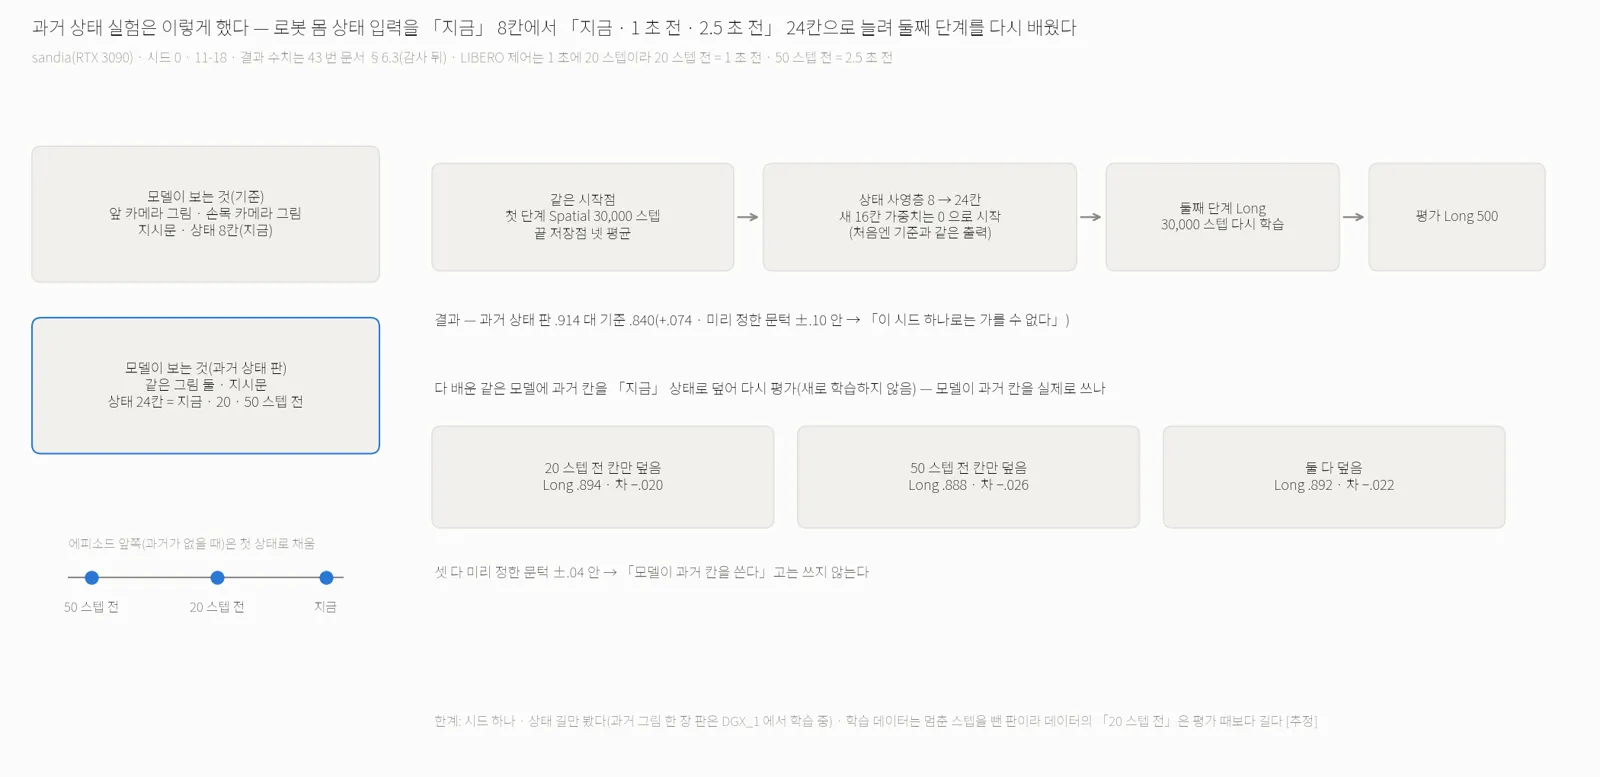 과거 상태 실험은 이렇게 했다 — 로봇 몸 상태 입력을 「지금」 8칸에서 「지금 · 1 초 전 · 2.5 초 전」 24칸으로 늘려 둘째 단계를 다시 배웠다
sandia(RTX 3090) · 시드 0 · 11-18 · 결과 수치는 43 번 문서 §6.3(감사 뒤) · LIBERO 제어는 1 초에 20 스텝이라 20 스텝 전 = 1 초 전 · 50 스텝 전 = 2.5 초 전
모델이 보는 것(기준)
앞 카메라 그림 · 손목 카메라 그림
지시문 · 상태 8칸(지금)
같은 시작점
첫 단계 Spatial 30,000 스텝
끝 저장점 넷 평균
상태 사영층 8 → 24칸
새 16칸 가중치는 0 으로 시작
(처음엔 기준과 같은 출력)
둘째 단계 Long
30,000 스텝 다시 학습
평가 Long 500
결과 — 과거 상태 판 .914 대 기준 .840(+.074 · 미리 정한 문턱 ±.10 안 → 「이 시드 하나로는 가를 수 없다」)
모델이 보는 것(과거 상태 판)
같은 그림 둘 · 지시문
상태 24칸 = 지금 · 20 · 50 스텝 전
다 배운 같은 모델에 과거 칸을 「지금」 상태로 덮어 다시 평가(새로 학습하지 않음) — 모델이 과거 칸을 실제로 쓰나
20 스텝 전 칸만 덮음
Long .894 · 차 −.020
50 스텝 전 칸만 덮음
Long .888 · 차 −.026
둘 다 덮음
Long .892 · 차 −.022
에피소드 앞쪽(과거가 없을 때)은 첫 상태로 채움
50 스텝 전
20 스텝 전
지금
셋 다 미리 정한 문턱 ±.04 안 → 「모델이 과거 칸을 쓴다」고는 쓰지 않는다
한계: 시드 하나 · 상태 길만 봤다(과거 그림 한 장 판은 DGX_1 에서 학습 중) · 학습 데이터는 멈춘 스텝을 뺀 판이라 데이터의 「20 스텝 전」은 평가 때보다 길다 [추정]